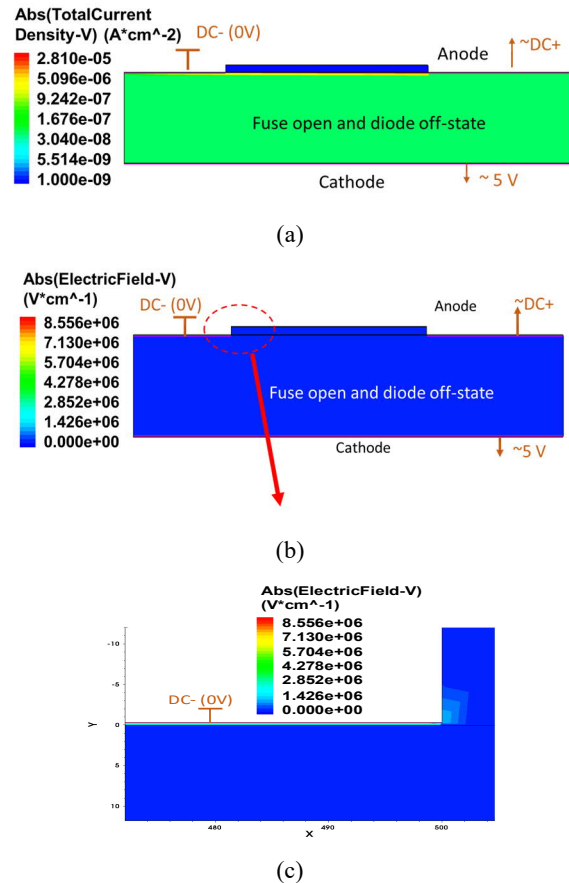 Abs(TotalCurrent
Density-V) (A*cm^-2)
2.810e-05
5.096e-06
9.242e-07
1.676e-07
3.040e-08
5.514e-09
1.000e-09
DC- (0V)
Anode
~DC+
Fuse open and diode off-state
Cathode
~ 5 V
(a)
Abs(ElectricField-V)
(V*cm^-1)
8.556e+06
7.130e+06
5.704e+06
4.278e+06
2.852e+06
1.426e+06
0.000e+00
DC- (0V)
Anode
~DC+
Fuse open and diode off-state
Cathode
~5 V
(b)
Abs(ElectricField-V)
(V*cm^-1)
8.556e+06
7.130e+06
5.704e+06
4.278e+06
2.852e+06
1.426e+06
0.000e+00
-10
-5
DC- (0V)
Y
0
5
10
480
490
500
X
(c)